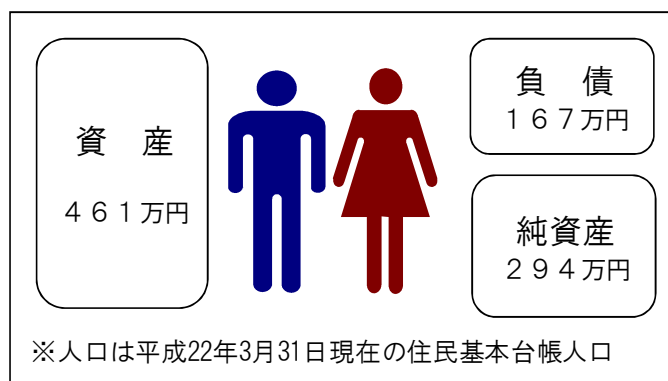 資　産
４６１万円
負　債
１６７万円
純資産
２９４万円
※人口は平成22年3月31日現在の住民基本台帳人口